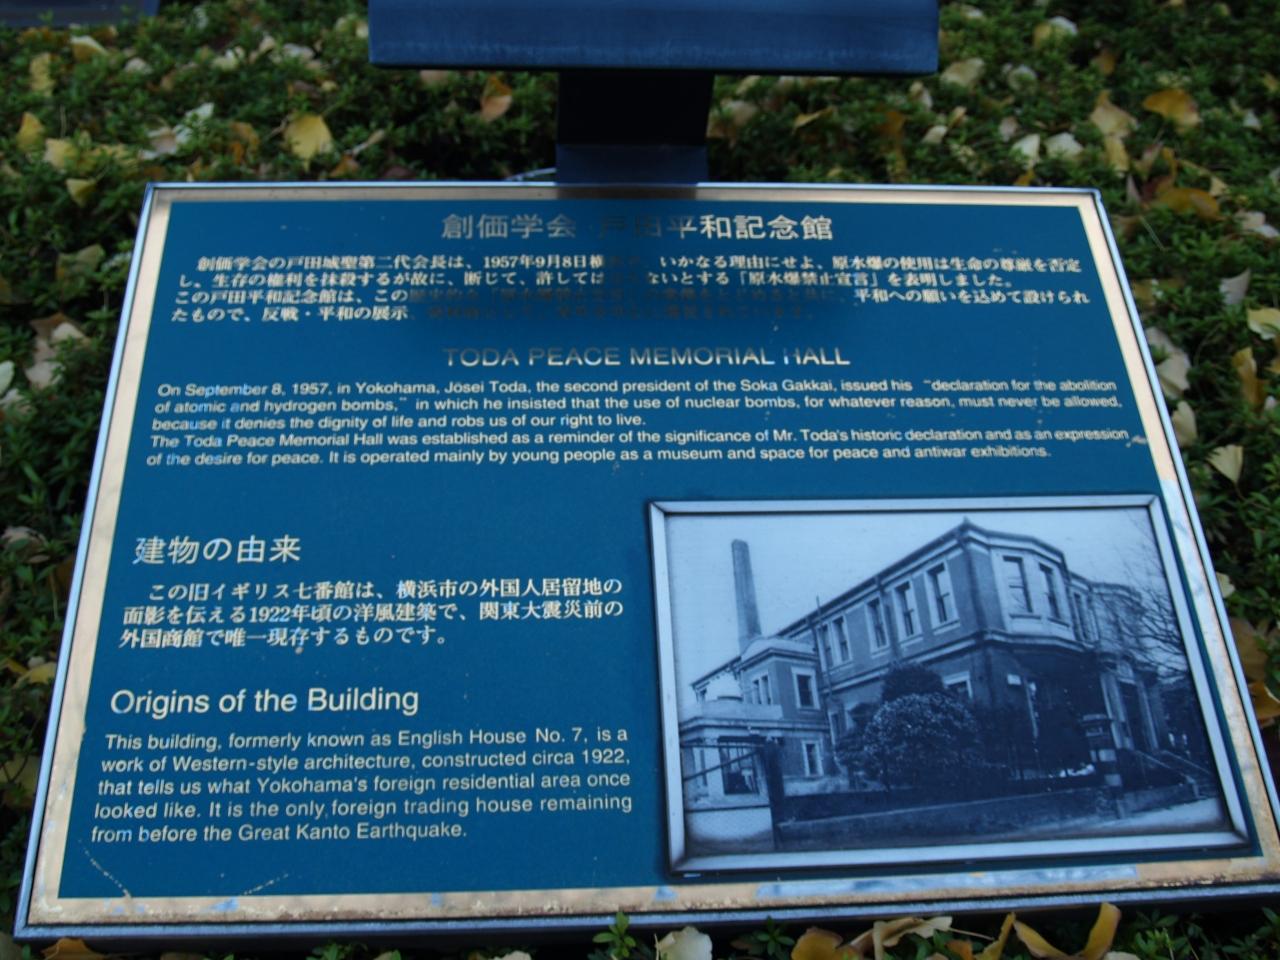 創価学会 戸田平和記念館
創価学会の戸田城聖第二代会長は、1957年9月8日横 いかなる理由にせよ、原水爆の使用は生命の尊厳を否定
し、生存の権利を抹殺するが故に、断じて、許しては ないとする「原水爆禁止宣言」を表明しました。
この戸田平和記念館は、この 平和への願いを込めて設けられ
たもので、反戦・平和の展示
TODA PEACE MEMORIAL HALL
On September 8, 1957, in Yokohama, Josei Toda, the second president of the Soka Gakkai, issued his "declaration for the abolition
of atomic and hydrogen bombs," in which he insisted that the use of nuclear bombs, for whatever reason, must never be allowed,
because it denies the dignity of life and robs us of our right to live.
The Toda Peace Memorial Hall was established as a reminder of the significance of Mr. Toda's historic declaration and as an expression
of the desire for peace. It is operated mainly by young people as a museum and space for peace and antiwar exhibitions.
建物の由来
この旧イギリス七番館は、横浜市の外国人居留地の
面影を伝える1922年頃の洋風建築で、関東大震災前の
外国商館で唯一現存するものです。
Origins of the Building
This building, formerly known as English House No. 7, is a
work of Western-style architecture, constructed circa 1922,
that tells us what Yokohama's foreign residential area once
looked like. It is the only foreign trading house remaining
from before the Great Kanto Earthquake.